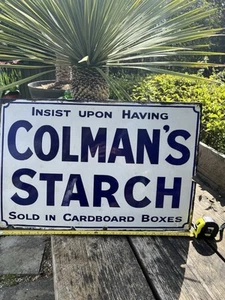 Insist upon Having
COLMAN'S
STARCH
Sold in Cardboard Boxes